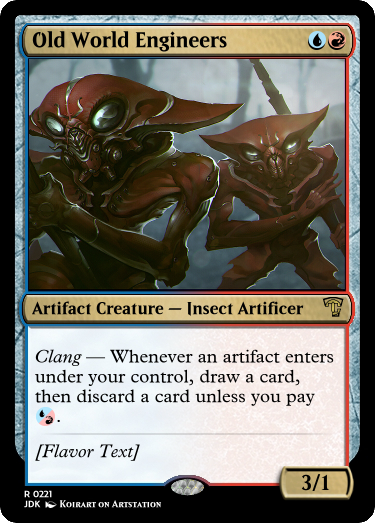 Old World Engineers
Artifact Creature — Insect Artificer
Clang — Whenever an artifact enters
under your control, draw a card,
then discard a card unless you pay
.
[Flavor Text]
3/1
R 0221
JDK Koirart on Artstation